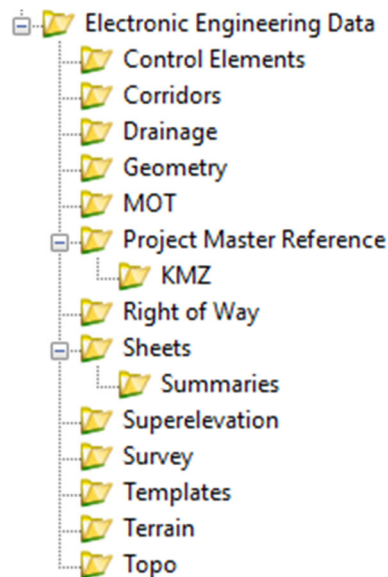 Electronic Engineering Data
Control Elements
Corridors
Drainage
Geometry
MOT
Project Master Reference
KMZ
Right of Way
Sheets
Summaries
Superelevation
Survey
Templates
Terrain
Topo